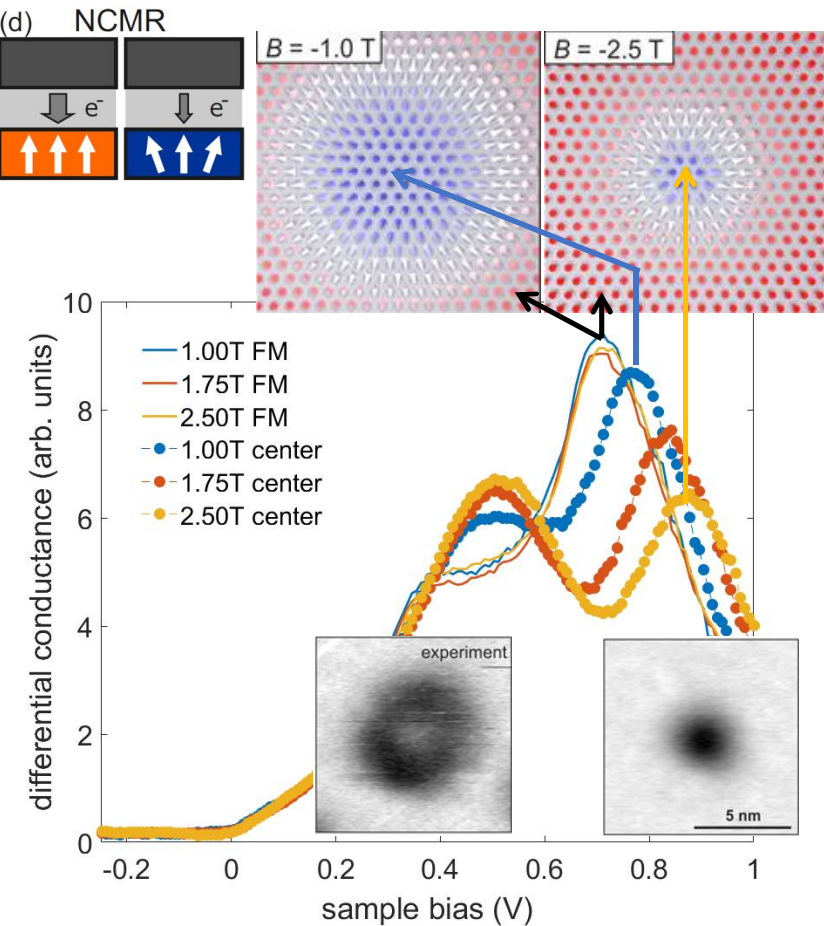 (d) NCMR
e-
e-
B = -1.0 T
B = -2.5 T
10
8
6
4
2
0
differential conductance (arb. units)
1.00T FM
1.75T FM
2.50T FM
1.00T center
1.75T center
2.50T center
experiment
5 nm
-0.2
0
0.2
0.4
0.6
0.8
1
sample bias (V)